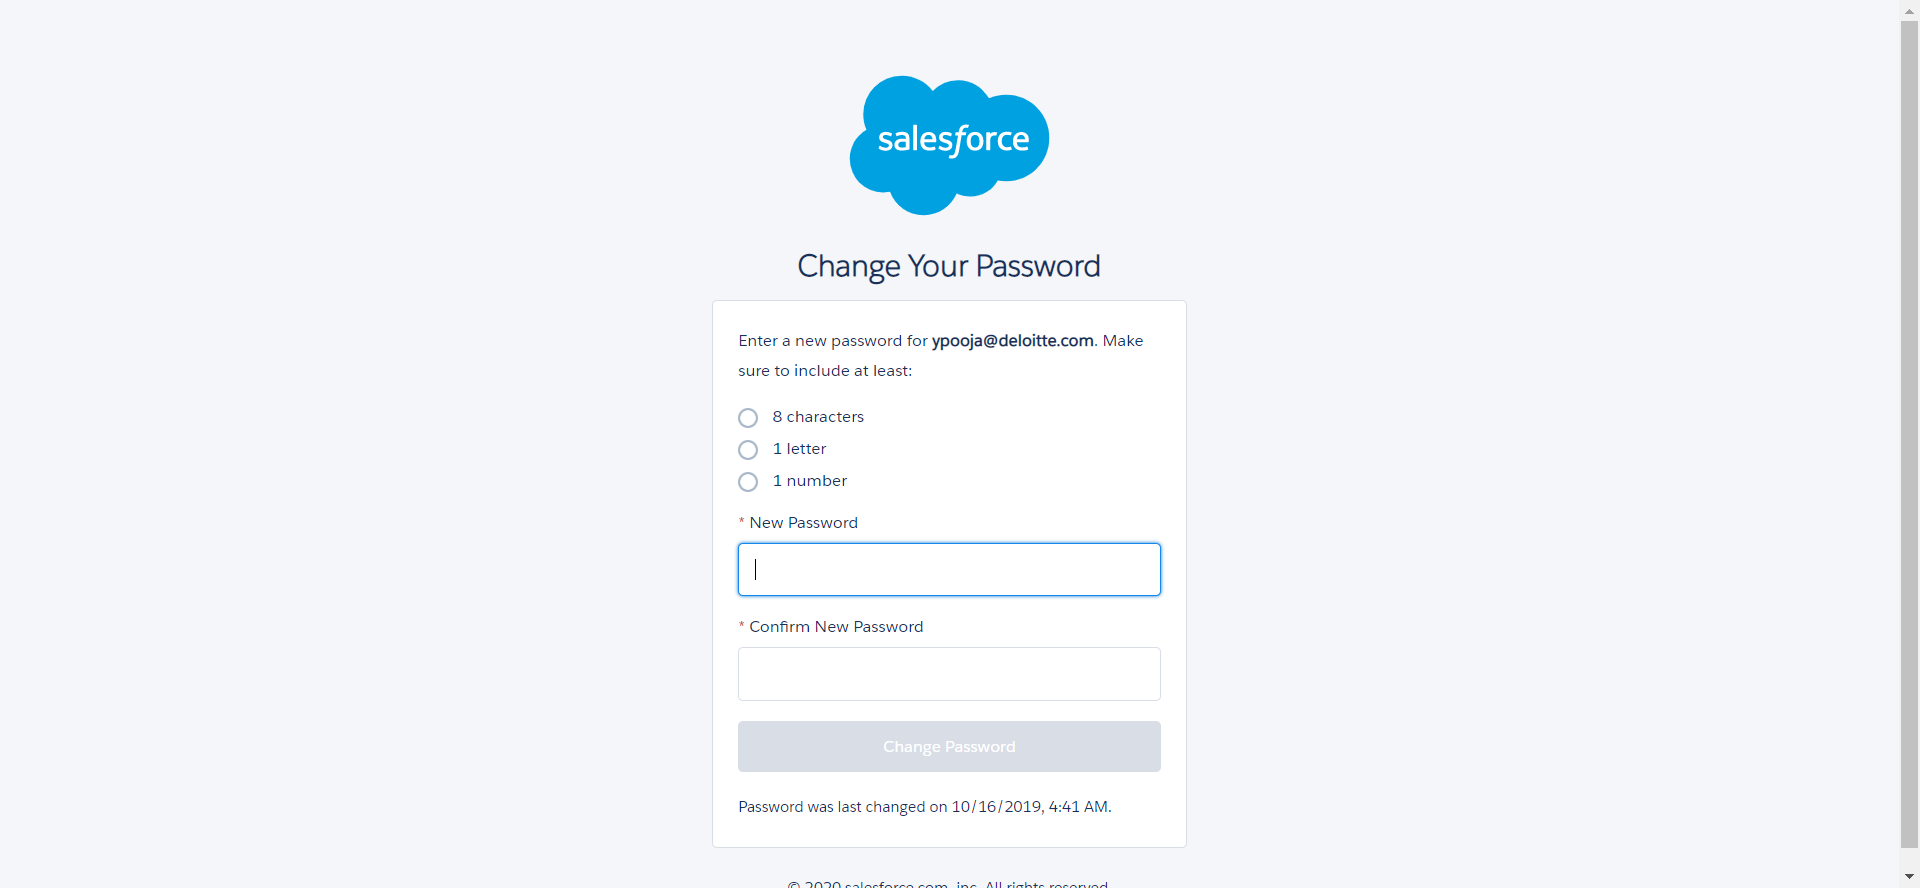 salesforce
Change Your Password
Enter a new password for ypooja@deloitte.com. Make
sure to include at least:
8 characters
1 letter
1 number
* New Password
* Confirm New Password
Change Password
Password was last changed on 10/16/2019, 4:41 AM.
© 2020 salesforce.com, inc. All rights reserved.